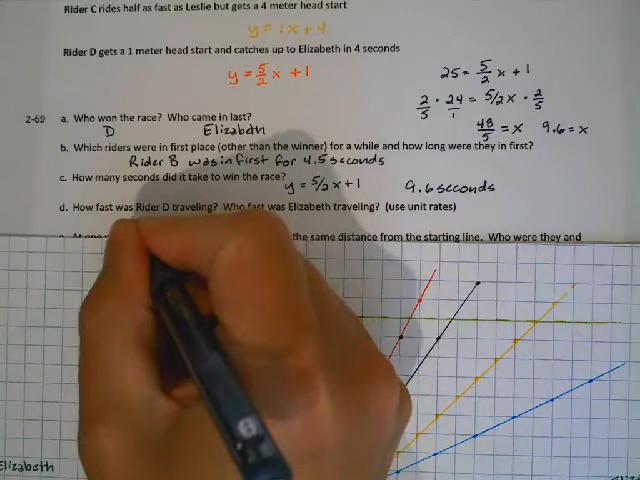 Rider C rides half as fast as Leslie but gets a 4 meter head start
y = 1x + 4
Rider D gets a 1 meter head start and catches up to Elizabeth in 4 seconds
y = 5/2 x + 1
25 = 5/2 x + 1
2/5 · 24/1 = 5/2 x · 2/5
48/5 = x 9.6 = x
2-69 a. Who won the race? Who came in last?
D Elizabeth
b. Which riders were in first place (other than the winner) for a while and how long were they in first?
Rider B was in first for 4.5 seconds
c. How many seconds did it take to win the race?
y = 5/2 x + 1 9.6 seconds
d. How fast was Rider D traveling? Who fast was Elizabeth traveling? (use unit rates)
the same distance from the starting line. Who were they and
Elizabeth